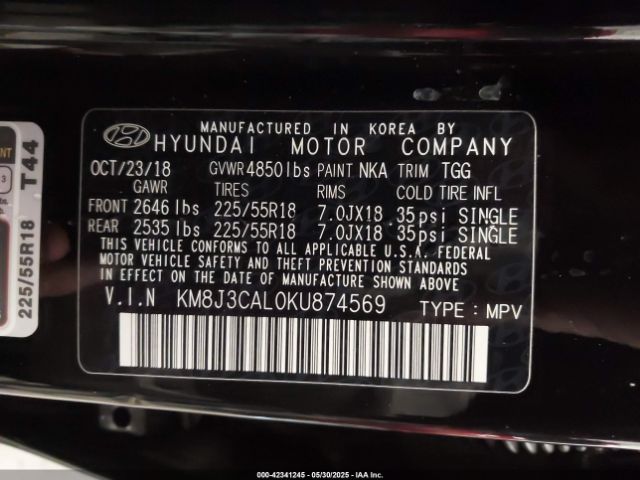 MANUFACTURED IN KOREA BY
HYUNDAI MOTOR COMPANY
OCT/23/18 GVWR 4850lbs PAINT NKA TRIM TGG
GAWR TIRES RIMS COLD TIRE INFL
FRONT 2646 lbs 225/55R18 7.0JX18 35psi SINGLE
REAR 2535 lbs 225/55R18 7.0JX18 35psi SINGLE
THIS VEHICLE CONFORMS TO ALL APPLICABLE U.S.A. FEDERAL
MOTOR VEHICLE SAFETY AND THEFT PREVENTION STANDARDS
IN EFFECT ON THE DATE OF MANUFACTURE SHOWN ABOVE
V.I.N KM8J3CAL0KU874569 TYPE : MPV
225/55R18 T44
3
000-42341245 — 05/30/2025 — IAA Inc.